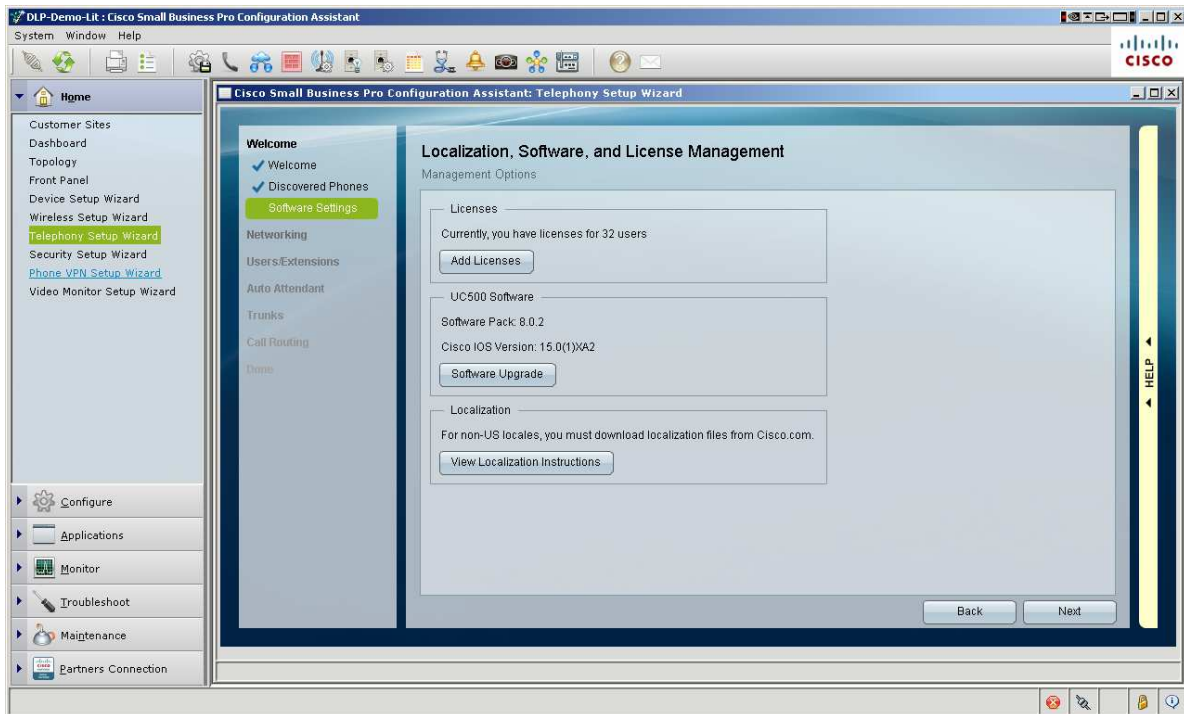 DLP-Demo-Lit : Cisco Small Business Pro Configuration Assistant
System Window Help
CISCO
Home
Customer Sites
Dashboard
Topology
Front Panel
Device Setup Wizard
Wireless Setup Wizard
Telephony Setup Wizard
Security Setup Wizard
Phone VPN Setup Wizard
Video Monitor Setup Wizard
Configure
Applications
Monitor
Troubleshoot
Maintenance
Partners Connection
Cisco Small Business Pro Configuration Assistant: Telephony Setup Wizard
Welcome
Welcome
Discovered Phones
Software Settings
Networking
Users/Extensions
Auto Attendant
Trunks
Call Routing
Done
Localization, Software, and License Management
Management Options
Licenses
Currently, you have licenses for 32 users
Add Licenses
UC500 Software
Software Pack: 8.0.2
Cisco IOS Version: 15.0(1)XA2
Software Upgrade
Localization
For non-US locales, you must download localization files from Cisco.com.
View Localization Instructions
Back Next
HELP